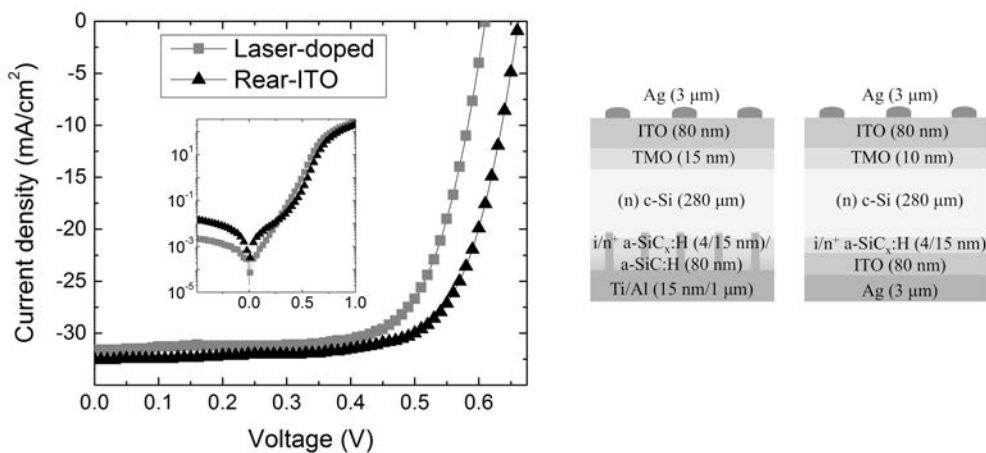 0
-5
-10
-15
-20
-25
-30
Current density (mA/cm²)
Laser-doped
Rear-ITO
10¹
10⁻¹
10⁻³
10⁻⁵
0.0 0.5 1.0
0.0 0.1 0.2 0.3 0.4 0.5 0.6
Voltage (V)
Ag (3 μm)
ITO (80 nm)
TMO (15 nm)
(n) c-Si (280 μm)
i/n⁺ a-SiCₓ:H (4/15 nm)/
a-SiC:H (80 nm)
Ti/Al (15 nm/1 μm)
Ag (3 μm)
ITO (80 nm)
TMO (10 nm)
(n) c-Si (280 μm)
i/n⁺ a-SiCₓ:H (4/15 nm)
ITO (80 nm)
Ag (3 μm)